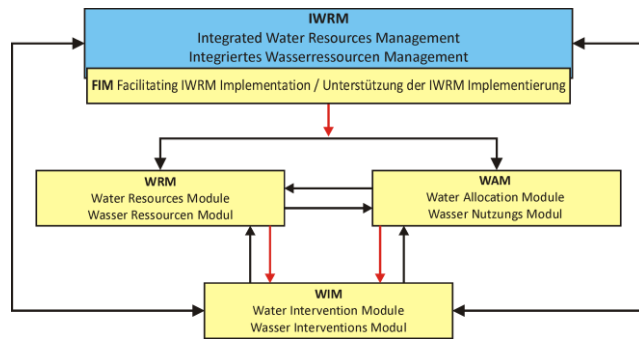 IWRM
Integrated Water Resources Management
Integriertes Wasserressourcen Management
FIM Facilitating IWRM Implementation / Unterstützung der IWRM Implementierung
WRM
Water Resources Module
Wasser Ressourcen Modul
WAM
Water Allocation Module
Wasser Nutzungs Modul
WIM
Water Intervention Module
Wasser Interventions Modul